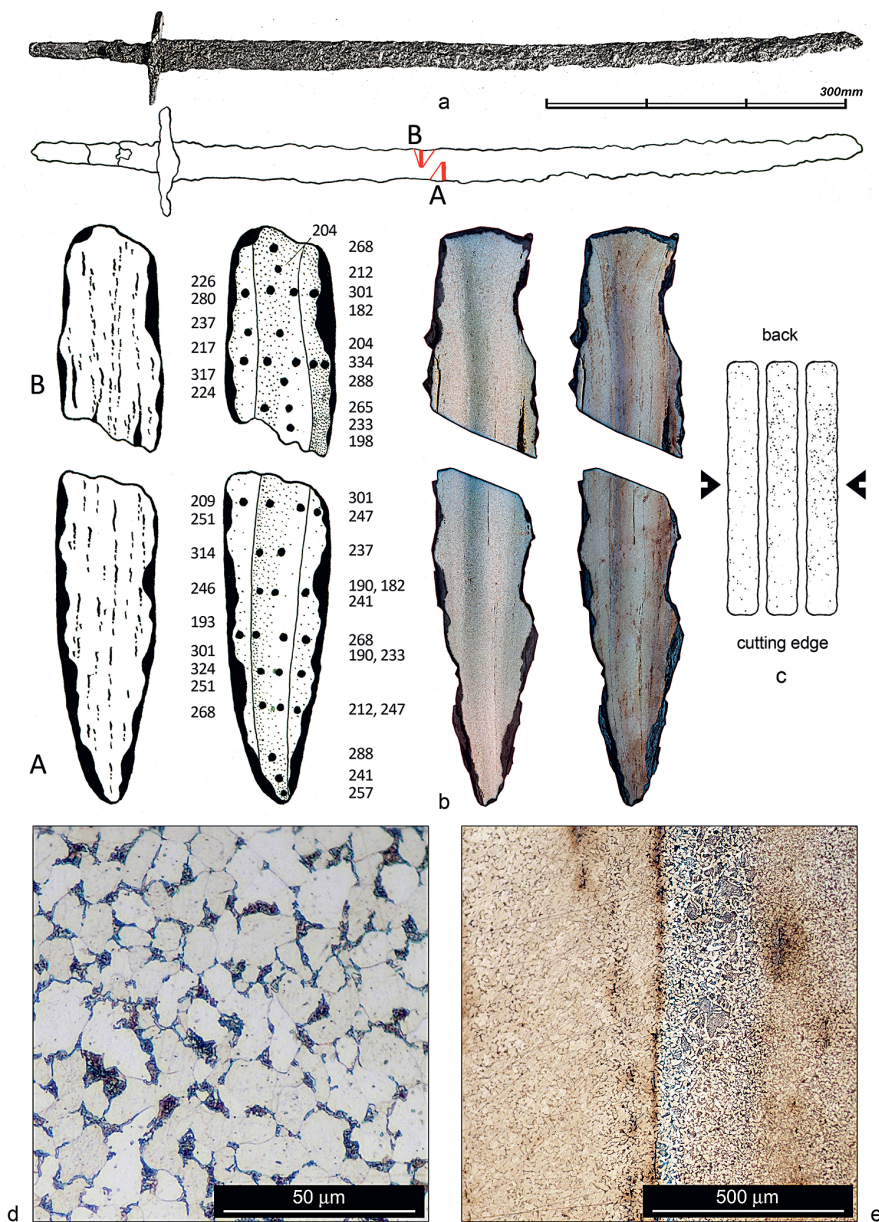 a
300mm
B
A
204
226
280
237
217
317
224
268
212
301
182
204
334
288
265
233
198
B
back
209
251
314
246
193
301
324
251
268
301
247
237
190, 182
241
268
190, 233
212, 247
288
241
257
cutting edge
c
A
b
50 µm
500 µm
d
e